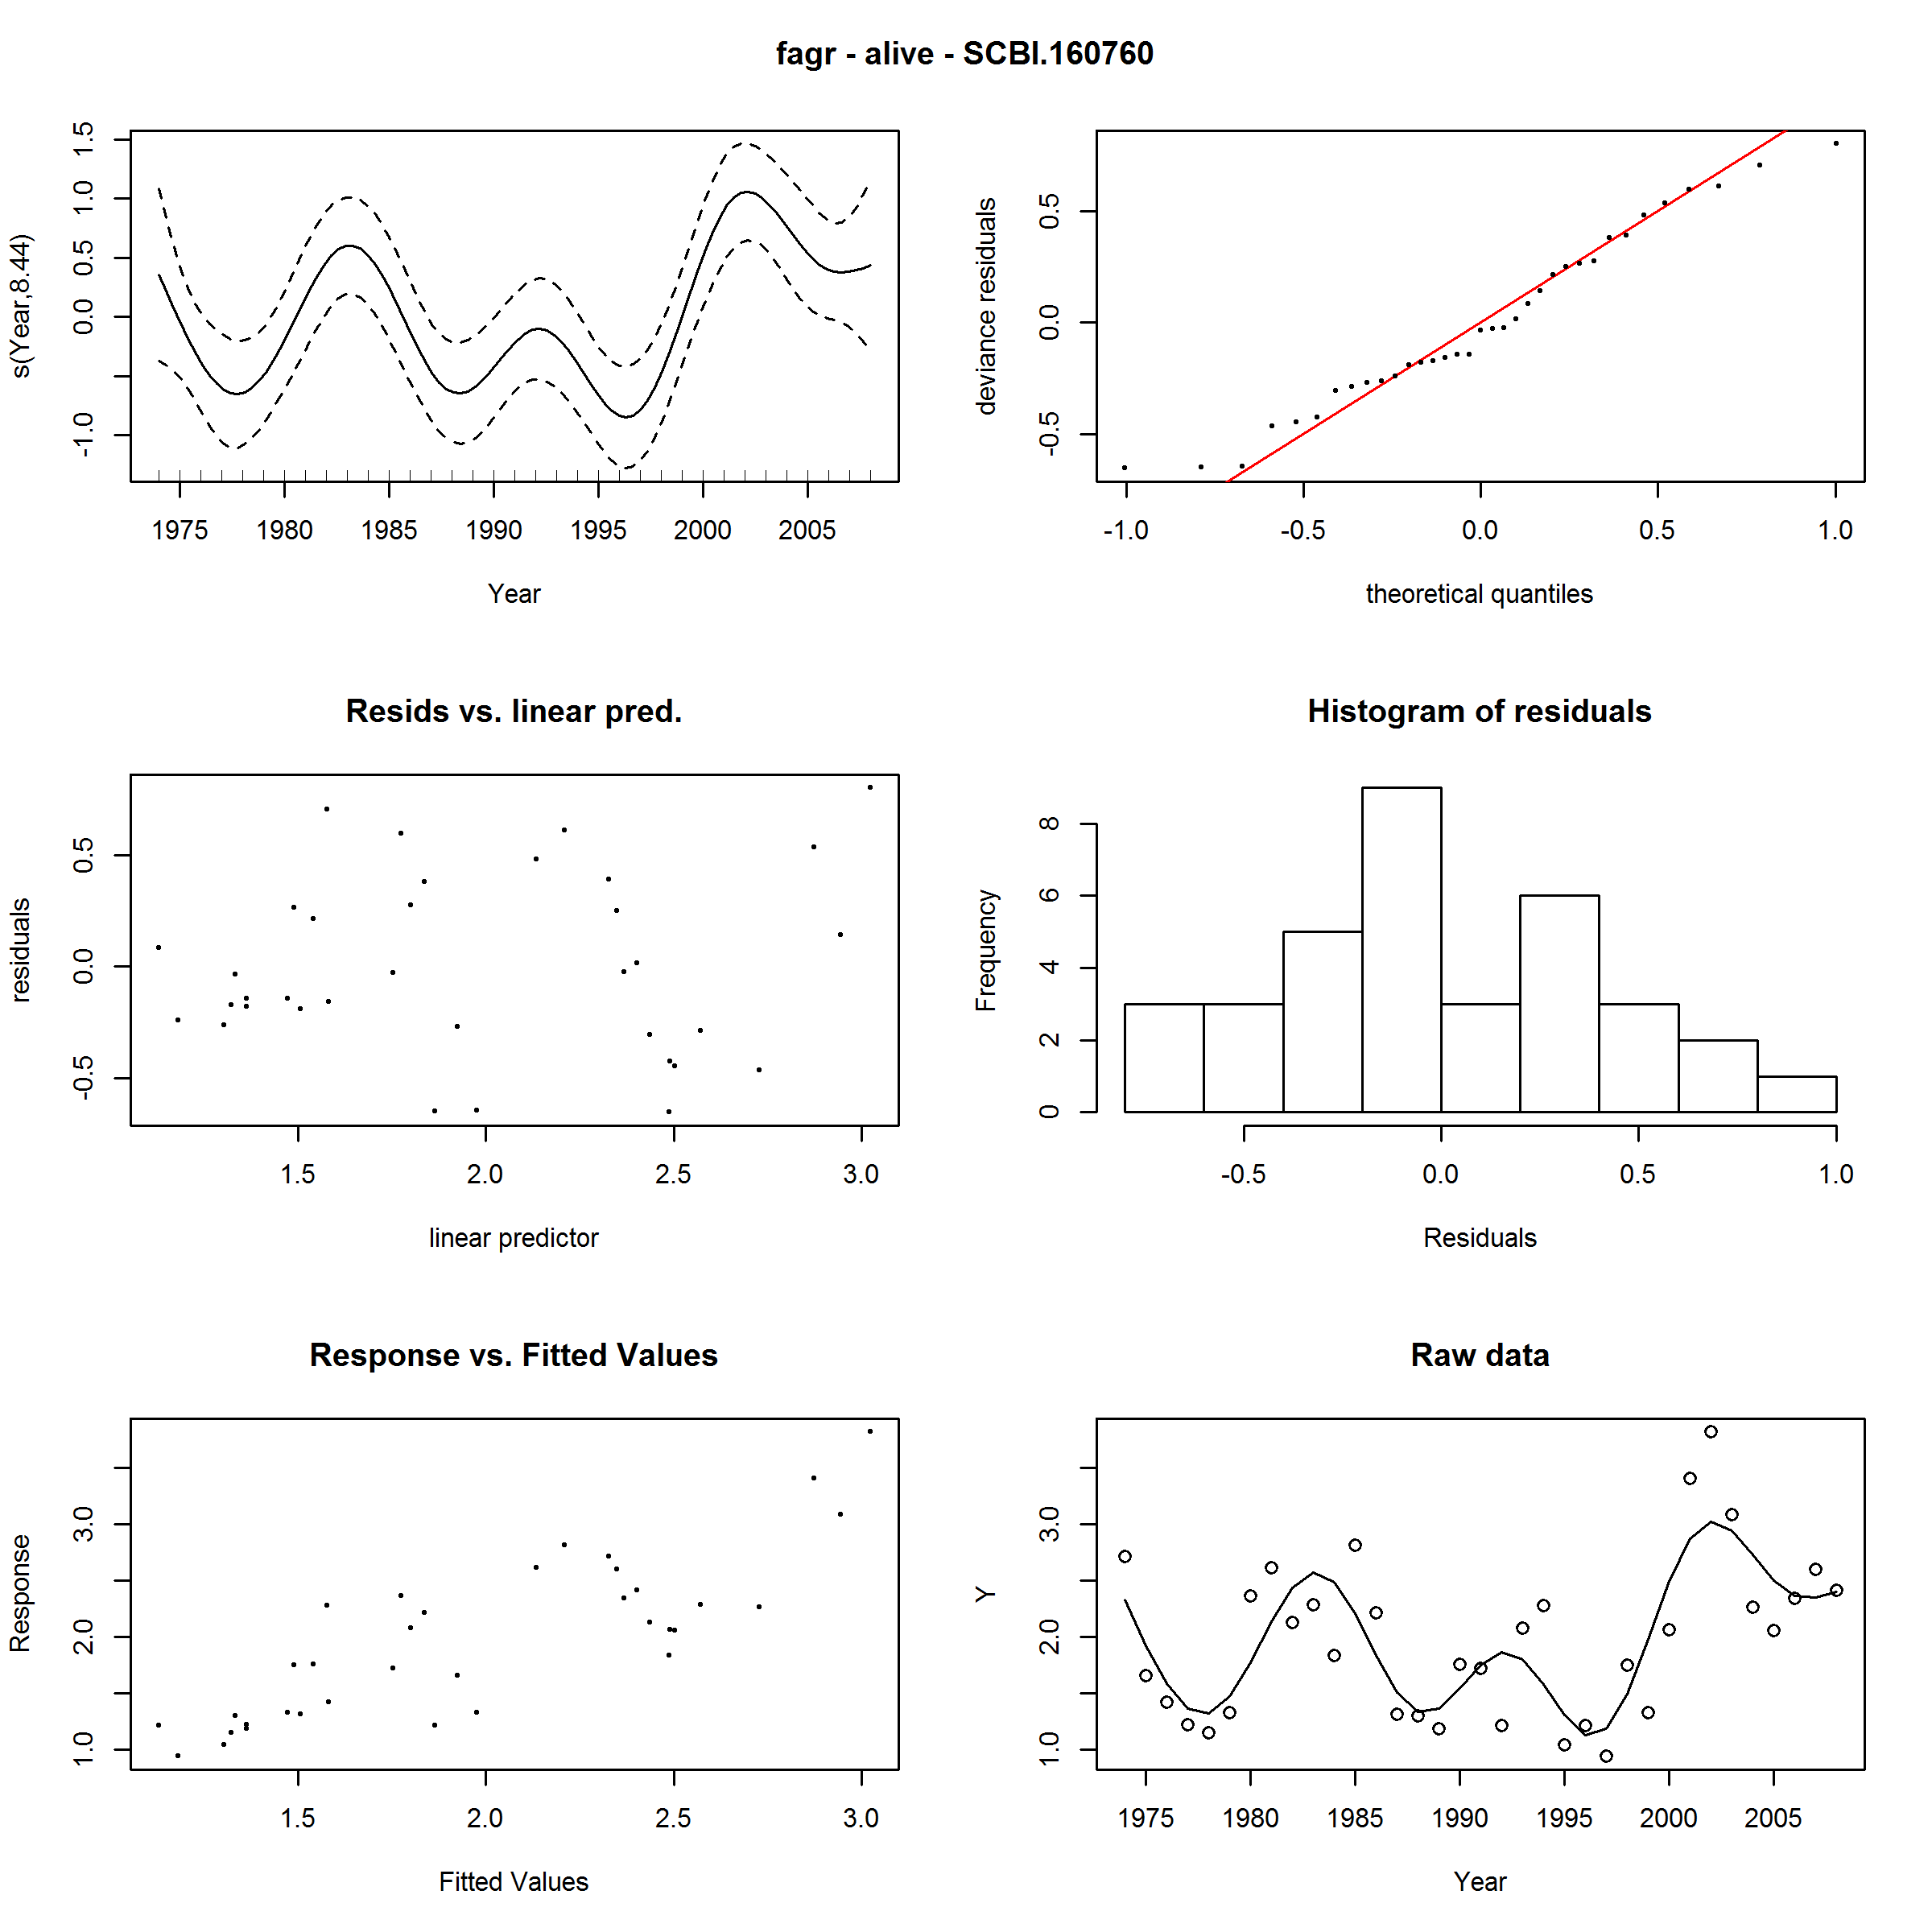 fagr - alive - SCBI.160760
s(Year,8.44)
-1.0 0.0 0.5 1.0 1.5
1975 1980 1985 1990 1995 2000 2005
Year
deviance residuals
-0.5 0.0 0.5
-1.0 -0.5 0.0 0.5 1.0
theoretical quantiles
Resids vs. linear pred.
residuals
-0.5 0.0 0.5
1.5 2.0 2.5 3.0
linear predictor
Histogram of residuals
Frequency
0 2 4 6 8
-0.5 0.0 0.5 1.0
Residuals
Response vs. Fitted Values
Response
1.0 2.0 3.0
1.5 2.0 2.5 3.0
Fitted Values
Raw data
Y
1.0 2.0 3.0
1975 1980 1985 1990 1995 2000 2005
Year